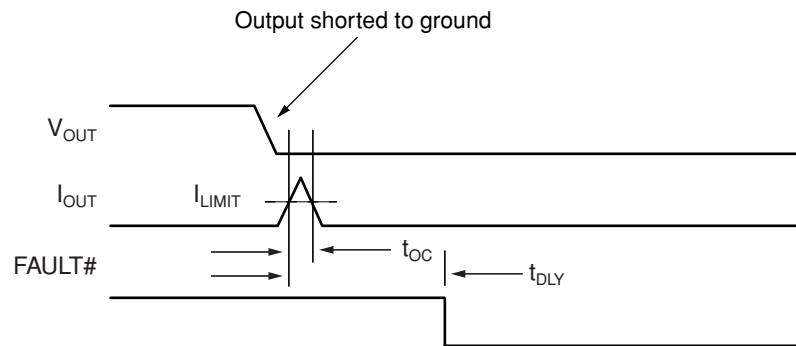 Output shorted to ground
V_OUT
I_OUT I_LIMIT
t_OC
FAULT#
t_DLY